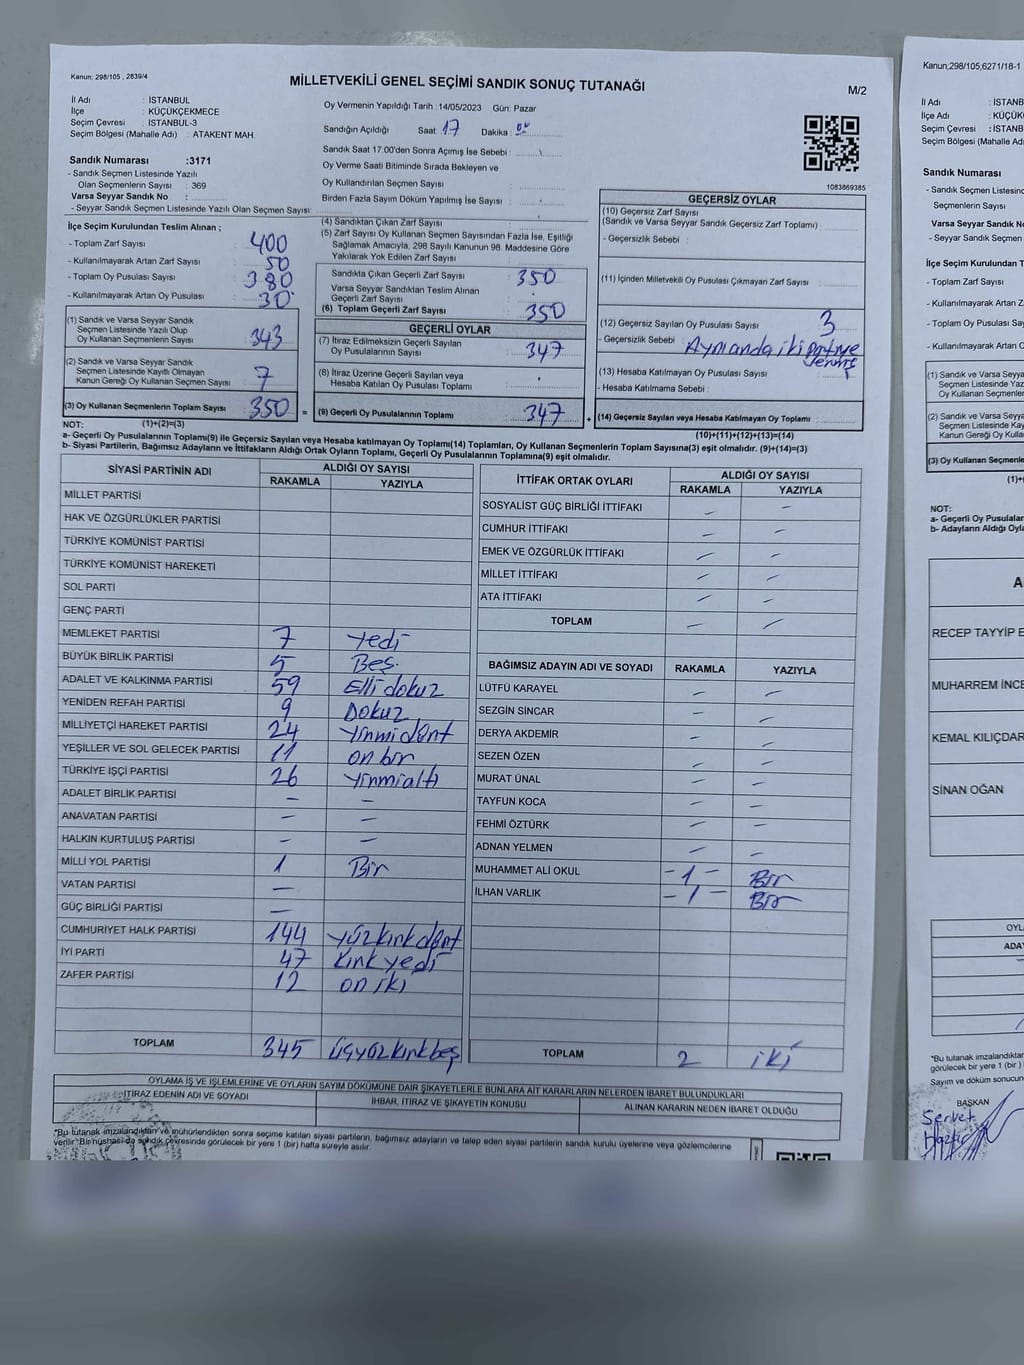 Kanun; 298/105 , 2839/4
MİLLETVEKİLİ GENEL SEÇİMİ SANDIK SONUÇ TUTANAĞI
M/2
İl Adı : İSTANBUL
İlçe : KÜÇÜKÇEKMECE
Seçim Çevresi : İSTANBUL-3
Seçim Bölgesi (Mahalle Adı) : ATAKENT MAH.
Oy Vermenin Yapıldığı Tarih :14/05/2023 Gün: Pazar
Sandığın Açıldığı Saat: 17 Dakika : 00
Sandık Saat 17:00'den Sonra Açımış İse Sebebi :
Oy Verme Saati Bitiminde Sırada Bekleyen ve
Oy Kullandırılan Seçmen Sayısı :
Birden Fazla Sayım Döküm Yapılmış İse Sayısı :
1083869385
Sandık Numarası :3171
- Sandık Seçmen Listesinde Yazılı
Olan Seçmenlerin Sayısı : 369
Varsa Seyyar Sandık No :
- Seyyar Sandık Seçmen Listesinde Yazılı Olan Seçmen Sayısı:
İlçe Seçim Kurulundan Teslim Alınan ;
- Toplam Zarf Sayısı : 400
- Kullanılmayarak Artan Zarf Sayısı : 50
- Toplam Oy Pusulası Sayısı : 380
- Kullanılmayarak Artan Oy Pusulası : 30
(1) Sandık ve Varsa Seyyar Sandık
Seçmen Listesinde Yazılı Olup
Oy Kullanan Seçmenlerin Sayısı : 343
(2) Sandık ve Varsa Seyyar Sandık
Seçmen Listesinde Kayıtlı Olmayan
Kanun Gereği Oy Kullanan Seçmen Sayısı : 7
(3) Oy Kullanan Seçmenlerin Toplam Sayısı : 350
(1)+(2)=(3)
(4) Sandıktan Çıkan Zarf Sayısı :
(5) Zarf Sayısı Oy Kullanan Seçmen Sayısından Fazla İse, Eşitliği
Sağlamak Amacıyla, 298 Sayılı Kanunun 98. Maddesine Göre
Yakılarak Yok Edilen Zarf Sayısı :
Sandıkta Çıkan Geçerli Zarf Sayısı : 350
Varsa Seyyar Sandıktan Teslim Alınan
Geçerli Zarf Sayısı :
(6) Toplam Geçerli Zarf Sayısı : 350
GEÇERLİ OYLAR
(7) İtiraz Edilmeksizin Geçerli Sayılan
Oy Pusulalarının Sayısı : 347
(8) İtiraz Üzerine Geçerli Sayılan veya
Hesaba Katılan Oy Pusulası Toplamı :
= (9) Geçerli Oy Pusulalarının Toplamı : 347
GEÇERSİZ OYLAR
(10) Geçersiz Zarf Sayısı
(Sandık ve Varsa Seyyar Sandık Geçersiz Zarf Toplamı) :
- Geçersizlik Sebebi :
(11) İçinden Milletvekili Oy Pusulası Çıkmayan Zarf Sayısı:
(12) Geçersiz Sayılan Oy Pusulası Sayısı : 3
- Geçersizlik Sebebi : Aynı anda iki partiye
(13) Hesaba Katılmayan Oy Pusulası Sayısı :
- Hesaba Katılmama Sebebi :
+ (14) Geçersiz Sayılan veya Hesaba Katılmayan Oy Toplamı :
(10)+(11)+(12)+(13)=(14)
NOT:
a- Geçerli Oy Pusulalarının Toplamı(9) ile Geçersiz Sayılan veya Hesaba katılmayan Oy Toplamı(14) Toplamları, Oy Kullanan Seçmenlerin Toplam Sayısına(3) eşit olmalıdır. (9)+(14)=(3)
b- Siyasi Partilerin, Bağımsız Adayların ve İttifakların Aldığı Ortak Oyların Toplamı, Geçerli Oy Pusulalarının Toplamına(9) eşit olmalıdır.
SİYASİ PARTİNİN ADI ALDIĞI OY SAYISI
RAKAMLA YAZIYLA
MİLLET PARTİSİ
HAK VE ÖZGÜRLÜKLER PARTİSİ
TÜRKİYE KOMÜNİST PARTİSİ
TÜRKİYE KOMÜNİST HAREKETİ
SOL PARTİ
GENÇ PARTİ
MEMLEKET PARTİSİ 7 Yedi
BÜYÜK BİRLİK PARTİSİ 5 Beş.
ADALET VE KALKINMA PARTİSİ 59 Elli dokuz
YENİDEN REFAH PARTİSİ 9 Dokuz
MİLLİYETÇİ HAREKET PARTİSİ 24 Yirmi dört
YEŞİLLER VE SOL GELECEK PARTİSİ 11 on bir
TÜRKİYE İŞÇİ PARTİSİ 26 Yirmialtı
ADALET BİRLİK PARTİSİ — —
ANAVATAN PARTİSİ — —
HALKIN KURTULUŞ PARTİSİ — —
MİLLİ YOL PARTİSİ 1 Bir
VATAN PARTİSİ —
GÜÇ BİRLİĞİ PARTİSİ —
CUMHURİYET HALK PARTİSİ 144 Yüzkırkdört
İYİ PARTİ 47 Kırk yedi
ZAFER PARTİSİ 12 on iki
TOPLAM 345 Üçyüzkırkbeş
İTTİFAK ORTAK OYLARI ALDIĞI OY SAYISI
RAKAMLA YAZIYLA
SOSYALİST GÜÇ BİRLİĞİ İTTİFAKI — —
CUMHUR İTTİFAKI — —
EMEK VE ÖZGÜRLÜK İTTİFAKI — —
MİLLET İTTİFAKI — —
ATA İTTİFAKI — —
TOPLAM — —
BAĞIMSIZ ADAYIN ADI VE SOYADI RAKAMLA YAZIYLA
LÜTFÜ KARAYEL — —
SEZGİN SİNCAR — —
DERYA AKDEMİR — —
SEZEN ÖZEN — —
MURAT ÜNAL — —
TAYFUN KOCA — —
FEHMİ ÖZTÜRK — —
ADNAN YELMEN — —
MUHAMMET ALİ OKUL -1- Bir
İLHAN VARLIK -1- Bir
TOPLAM 2 iki
OYLAMA İŞ VE İŞLEMLERİNE VE OYLARIN SAYIM DÖKÜMÜNE DAİR ŞİKAYETLERLE BUNLARA AİT KARARLARIN NELERDEN İBARET BULUNDUKLARI
İTİRAZ EDENİN ADI VE SOYADI İHBAR, İTİRAZ VE ŞİKAYETİN KONUSU ALINAN KARARIN NEDEN İBARET OLDUĞU
"Bu tutanak imzalandıktan ve mühürlendikten sonra seçime katılan siyasi partilerin, bağımsız adayların ve talep eden siyasi partilerin sandık kurulu üyelerine veya gözlemcilerine
verilir." Bir nüshası da sandık çevresinde görülecek bir yere 1 (bir) hafta süreyle asılır.
Kanun;298/105;6271/18-1
İl Adı : İSTAN
İlçe Adı : KÜÇÜK
Seçim Çevresi : İSTANB
Seçim Bölgesi (Mahalle Adı
Sandık Numarası
- Sandık Seçmen Listesinde
Seçmenlerin Sayısı
Varsa Seyyar Sandık No
- Seyyar Sandık Seçmen
İlçe Seçim Kurulundan T
- Toplam Zarf Sayısı
- Kullanılmayarak Artan Z
- Toplam Oy Pusulası Say
- Kullanılmayarak Artan O
(1) Sandık ve Varsa Seyya
Seçmen Listesinde Yaz
Oy Kullanan Seçmenle
(2) Sandık ve Varsa Seyya
Seçmen Listesinde Kay
Kanun Gereği Oy Kullan
(3) Oy Kullanan Seçmenle
(1)+
NOT:
a- Geçerli Oy Pusulalar
b- Adayların Aldığı Oyla
A
RECEP TAYYİP E
MUHARREM İNCE
KEMAL KILIÇDAR
SİNAN OĞAN
OYL
ADA
"Bu tutanak imzalandıktan
görülecek bir yere 1 (bir )
Sayım ve döküm sonucun
BAŞKAN
Servet